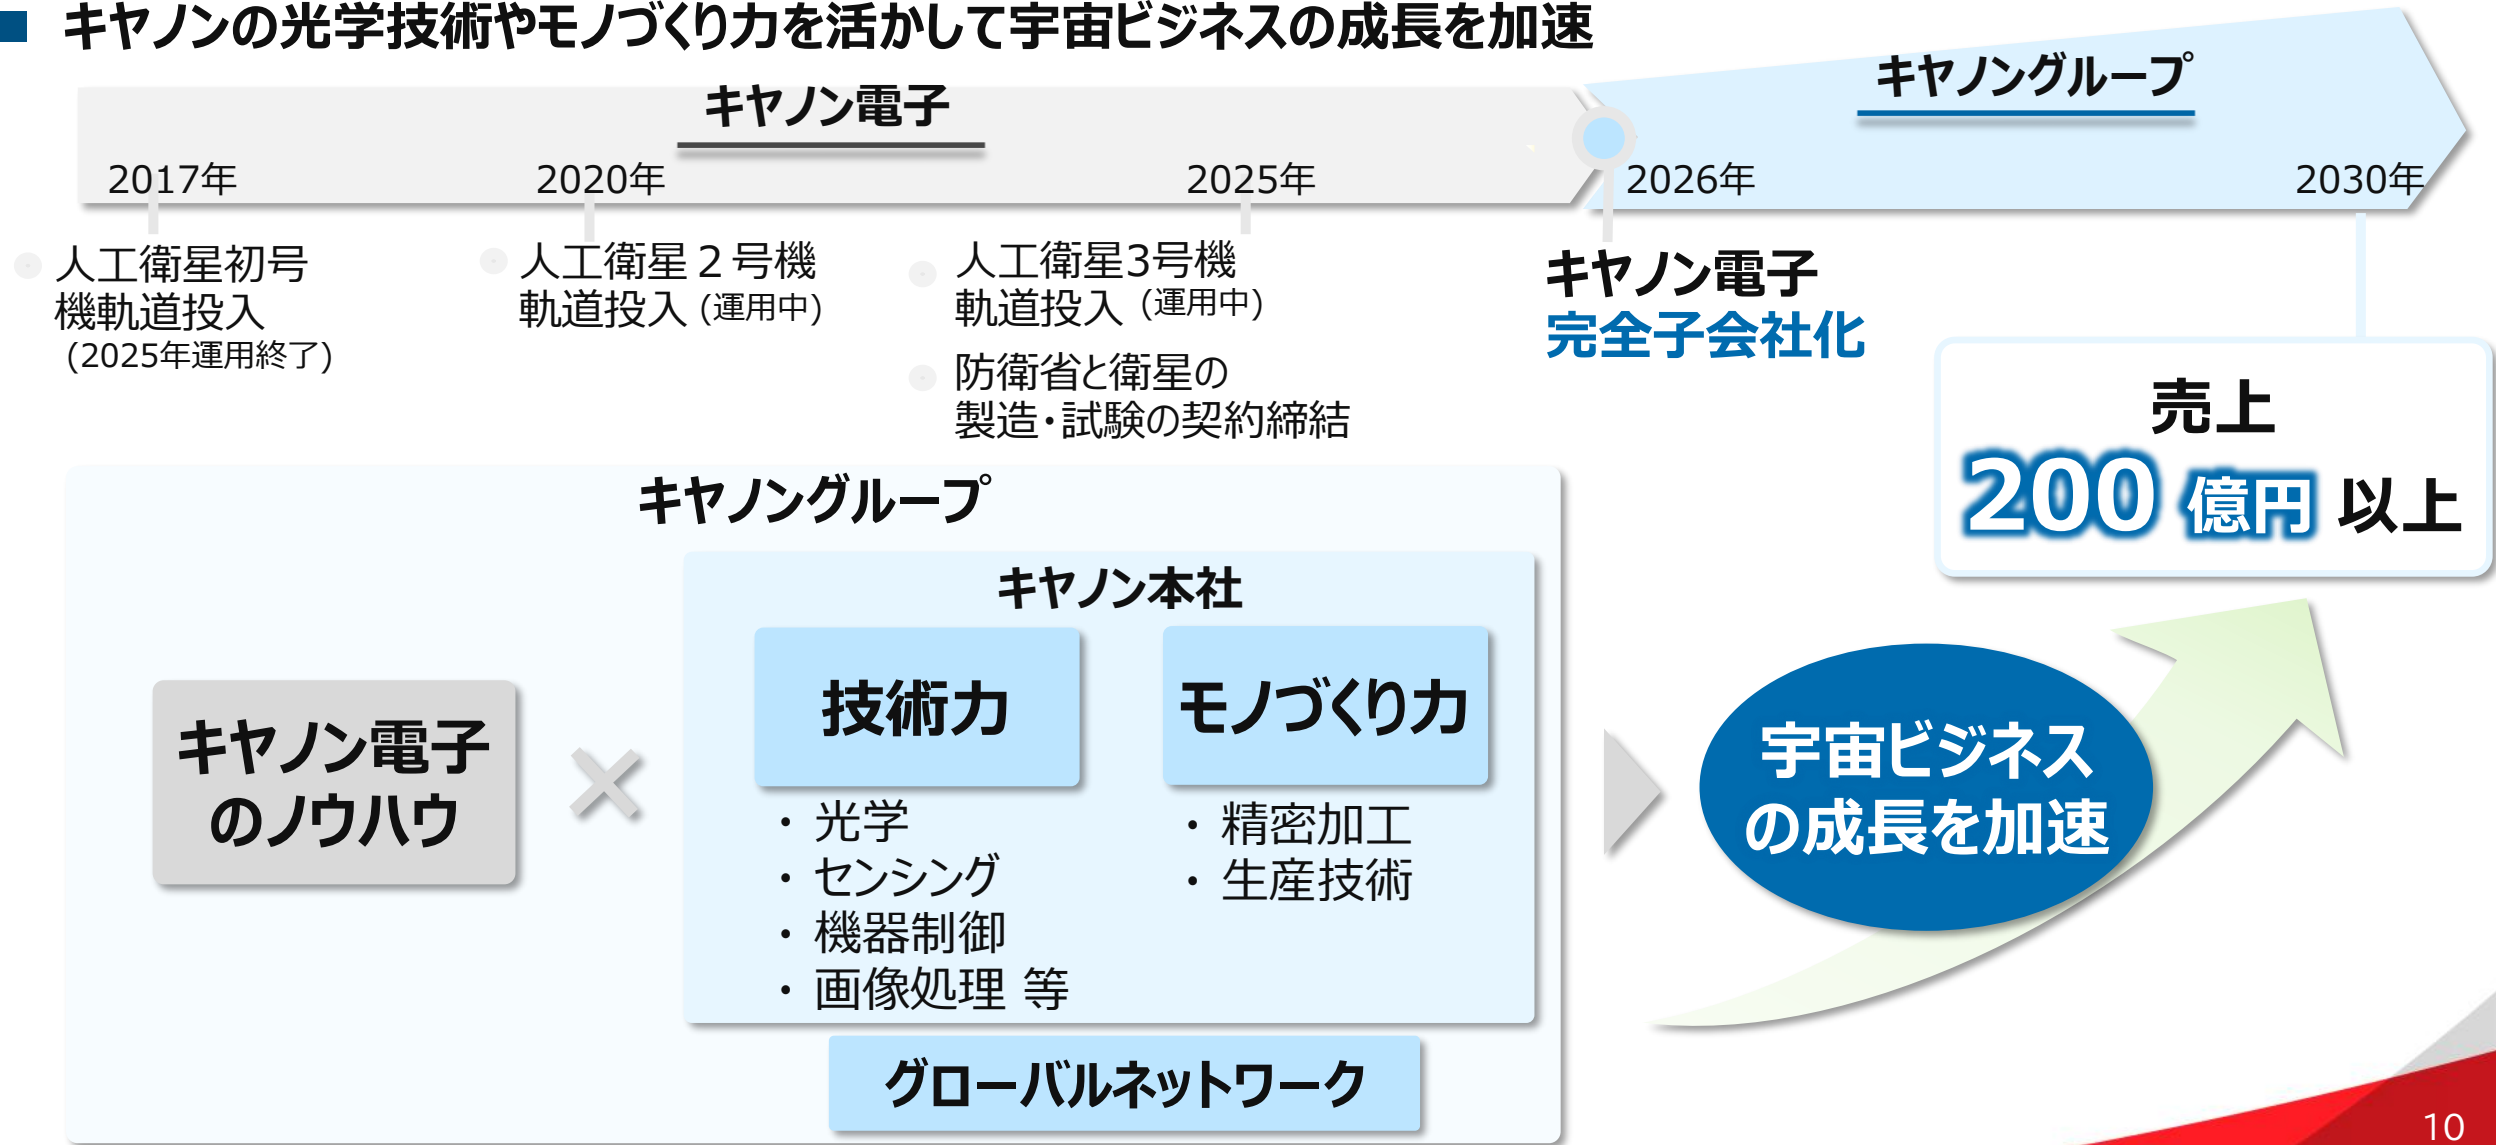 キヤノンの光学技術やモノづくり力を活かして宇宙ビジネスの成長を加速
キヤノン電子
キヤノングループ
2017年
2020年
2025年
2026年
2030年
人工衛星初号
機軌道投入
(2025年運用終了)
人工衛星２号機
軌道投入 (運用中)
人工衛星3号機
軌道投入 (運用中)
防衛省と衛星の
製造・試験の契約締結
キヤノン電子
完全子会社化
売上
200 億円 以上
キヤノングループ
キヤノン本社
キヤノン電子
のノウハウ
×
技術力
・ 光学
・ センシング
・ 機器制御
・ 画像処理 等
モノづくり力
・ 精密加工
・ 生産技術
グローバルネットワーク
宇宙ビジネス
の成長を加速
10